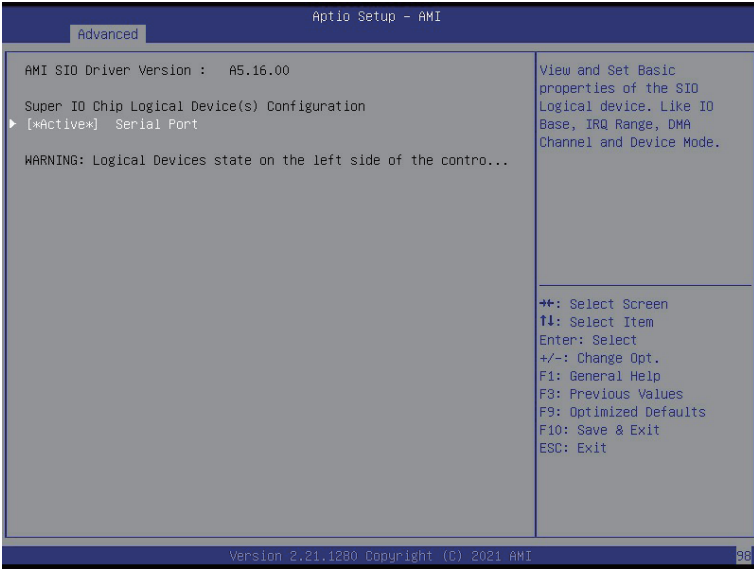 Aptio Setup – AMI
Advanced
AMI SIO Driver Version : A5.16.00
Super IO Chip Logical Device(s) Configuration
[*Active*] Serial Port
WARNING: Logical Devices state on the left side of the contro...
View and Set Basic
properties of the SIO
Logical device. Like IO
Base, IRQ Range, DMA
Channel and Device Mode.
→←: Select Screen
↑↓: Select Item
Enter: Select
+/-: Change Opt.
F1: General Help
F3: Previous Values
F9: Optimized Defaults
F10: Save & Exit
ESC: Exit
Version 2.21.1280 Copyright (C) 2021 AMI
98